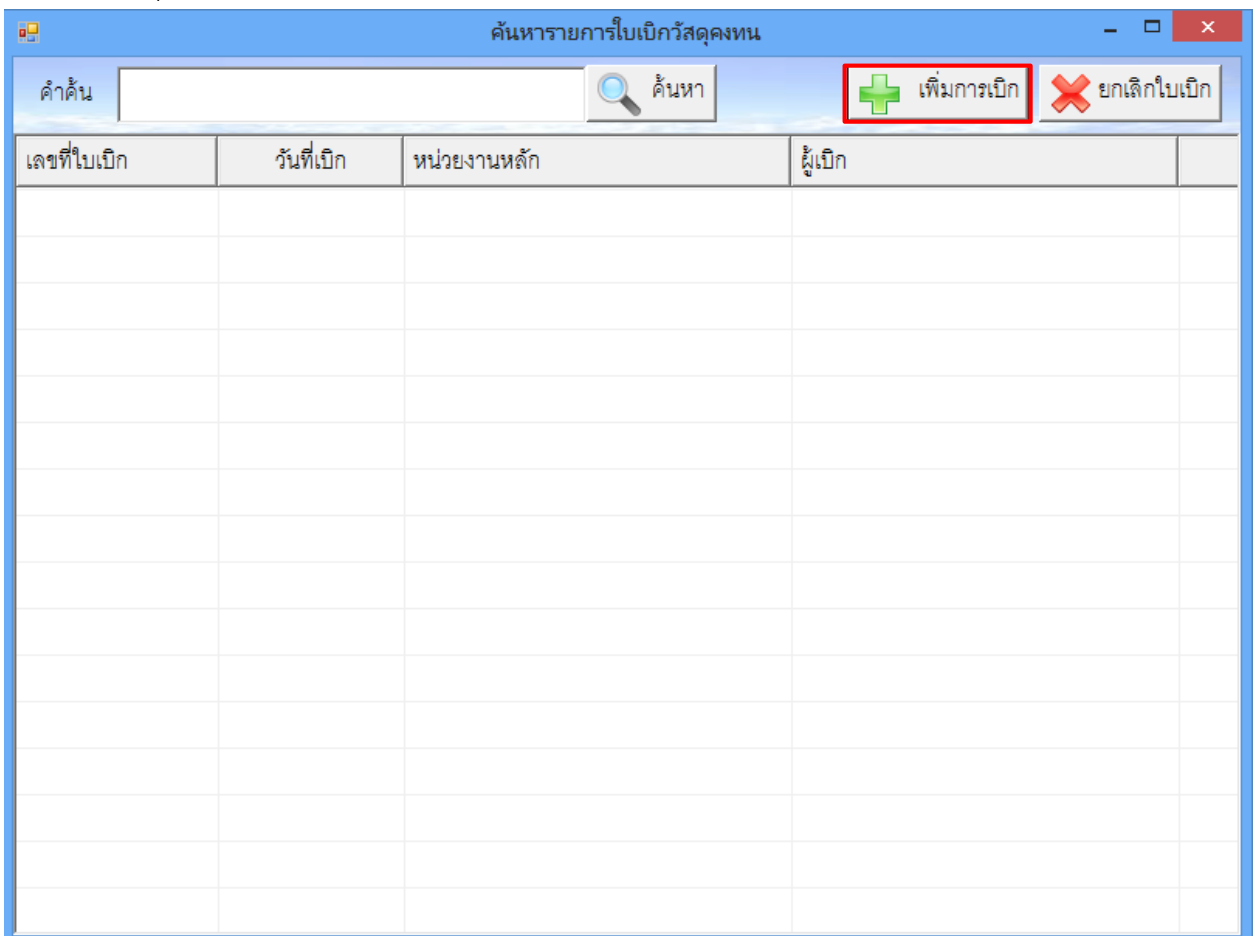 ค้นหารายการใบเบิกวัสดุคงทน
คำค้น ค้นหา เพิ่มการเบิก ยกเลิกใบเบิก
เลขที่ใบเบิก วันที่เบิก หน่วยงานหลัก ผู้เบิก